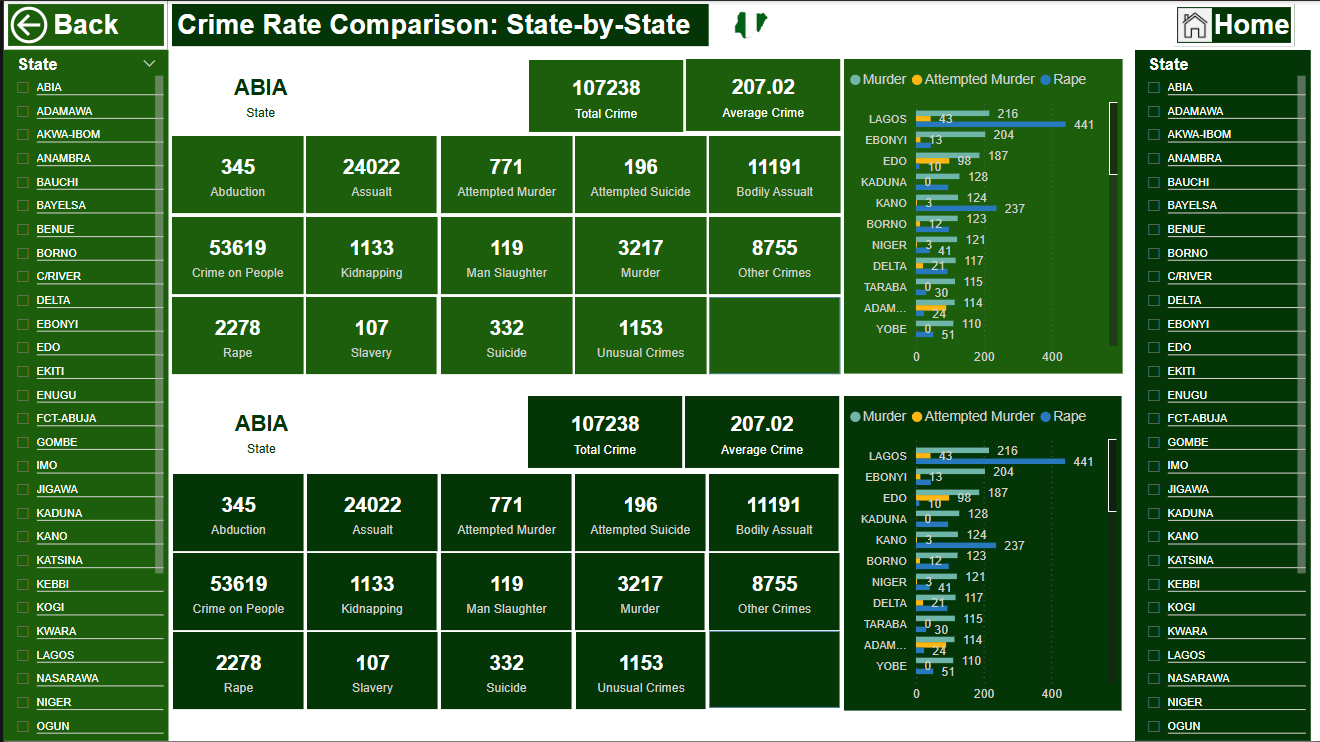 Back
Crime Rate Comparison: State-by-State
Home
State
ABIA
ADAMAWA
AKWA-IBOM
ANAMBRA
BAUCHI
BAYELSA
BENUE
BORNO
C/RIVER
DELTA
EBONYI
EDO
EKITI
ENUGU
FCT-ABUJA
GOMBE
IMO
JIGAWA
KADUNA
KANO
KATSINA
KEBBI
KOGI
KWARA
LAGOS
NASARAWA
NIGER
OGUN
ABIA
State
107238
Total Crime
207.02
Average Crime
345
Abduction
24022
Assualt
771
Attempted Murder
196
Attempted Suicide
11191
Bodily Assualt
53619
Crime on People
1133
Kidnapping
119
Man Slaughter
3217
Murder
8755
Other Crimes
2278
Rape
107
Slavery
332
Suicide
1153
Unusual Crimes
Murder Attempted Murder Rape
LAGOS 216 43 441
EBONYI 204 13
EDO 187 98 10
KADUNA 128 0
KANO 124 3 237
BORNO 123 12
NIGER 121 3 41
DELTA 117 21
TARABA 115 0 30
ADAM... 114 24
YOBE 110 0 51
0 200 400
ABIA
State
107238
Total Crime
207.02
Average Crime
345
Abduction
24022
Assualt
771
Attempted Murder
196
Attempted Suicide
11191
Bodily Assualt
53619
Crime on People
1133
Kidnapping
119
Man Slaughter
3217
Murder
8755
Other Crimes
2278
Rape
107
Slavery
332
Suicide
1153
Unusual Crimes
Murder Attempted Murder Rape
LAGOS 216 43 441
EBONYI 204 13
EDO 187 98 10
KADUNA 128 0
KANO 124 3 237
BORNO 123 12
NIGER 121 3 41
DELTA 117 21
TARABA 115 0 30
ADAM... 114 24
YOBE 110 0 51
0 200 400
State
ABIA
ADAMAWA
AKWA-IBOM
ANAMBRA
BAUCHI
BAYELSA
BENUE
BORNO
C/RIVER
DELTA
EBONYI
EDO
EKITI
ENUGU
FCT-ABUJA
GOMBE
IMO
JIGAWA
KADUNA
KANO
KATSINA
KEBBI
KOGI
KWARA
LAGOS
NASARAWA
NIGER
OGUN